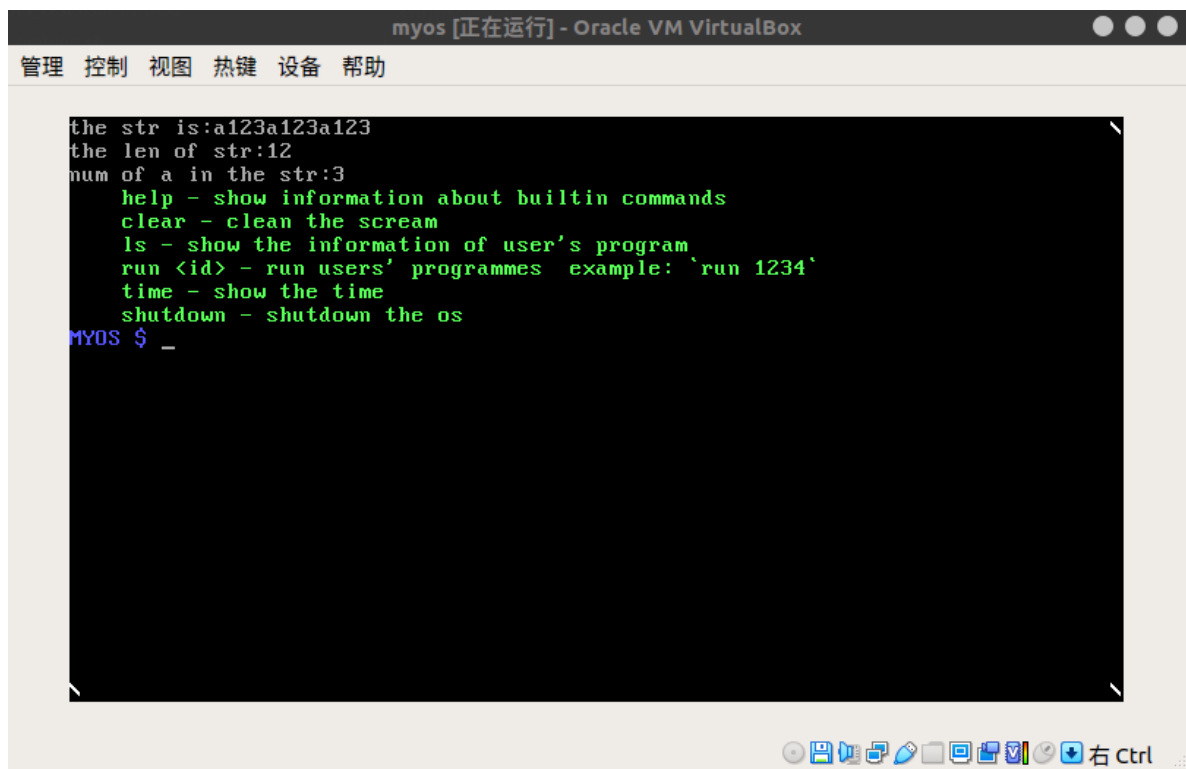 myos [正在运行] - Oracle VM VirtualBox
管理 控制 视图 热键 设备 帮助
the str is:a123a123a123
the len of str:12
num of a in the str:3
help - show information about builtin commands
clear - clean the scream
ls - show the information of user's program
run <id> - run users' programmes  example: `run 1234`
time - show the time
shutdown - shutdown the os
MYOS $ _
右 Ctrl